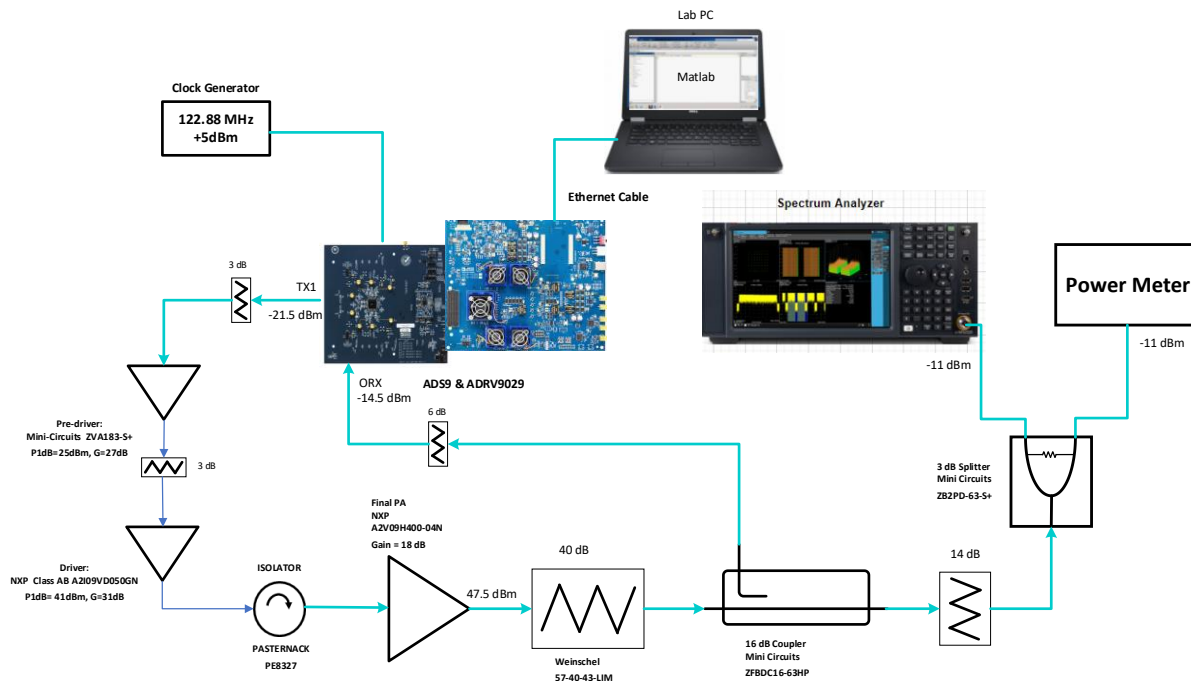 Lab PC
Matlab
Clock Generator
122.88 MHz
+5dBm
Ethernet Cable
Spectrum Analyzer
Power Meter
3 dB
TX1
-21.5 dBm
-11 dBm
-11 dBm
ORX
-14.5 dBm
ADS9 & ADRV9029
6 dB
Pre-driver:
Mini-Circuits ZVA183-S+
P1dB=25dBm, G=27dB
3 dB
3 dB Splitter
Mini Circuits
ZB2PD-63-S+
Final PA
NXP
A2V09H400-04N
Gain = 18 dB
Driver:
NXP Class AB A2I09VD050GN
P1dB= 41dBm, G=31dB
ISOLATOR
PASTERNACK
PE8327
47.5 dBm
40 dB
Weinschel
57-40-43-LIM
16 dB Coupler
Mini Circuits
ZFBDC16-63HP
14 dB